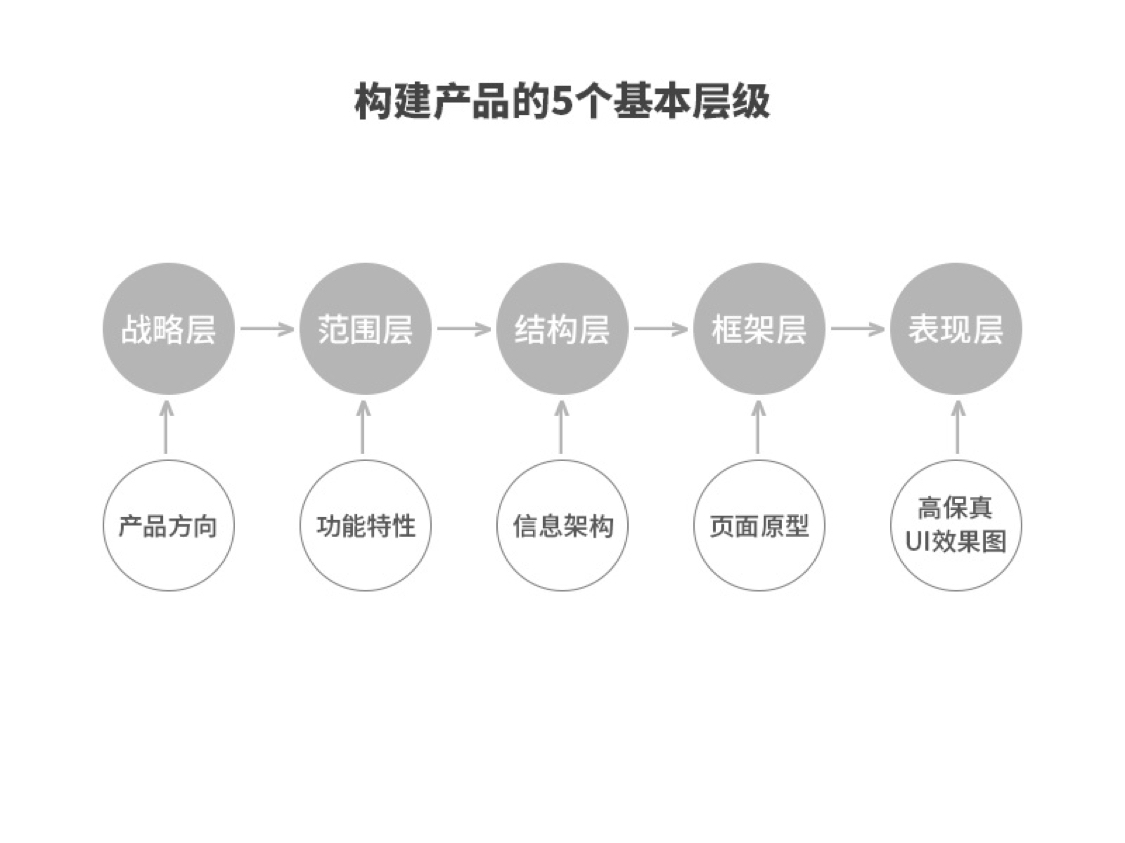 构建产品的5个基本层级
战略层
范围层
结构层
框架层
表现层
产品方向
功能特性
信息架构
页面原型
高保真
UI效果图